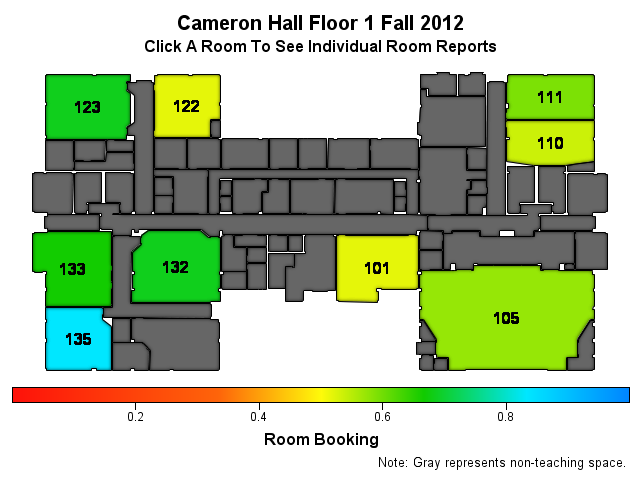 Cameron Hall Floor 1 Fall 2012
Click A Room To See Individual Room Reports
123
122
111
110
133
132
101
105
135
0.2 0.4 0.6 0.8
Room Booking
Note: Gray represents non-teaching space.